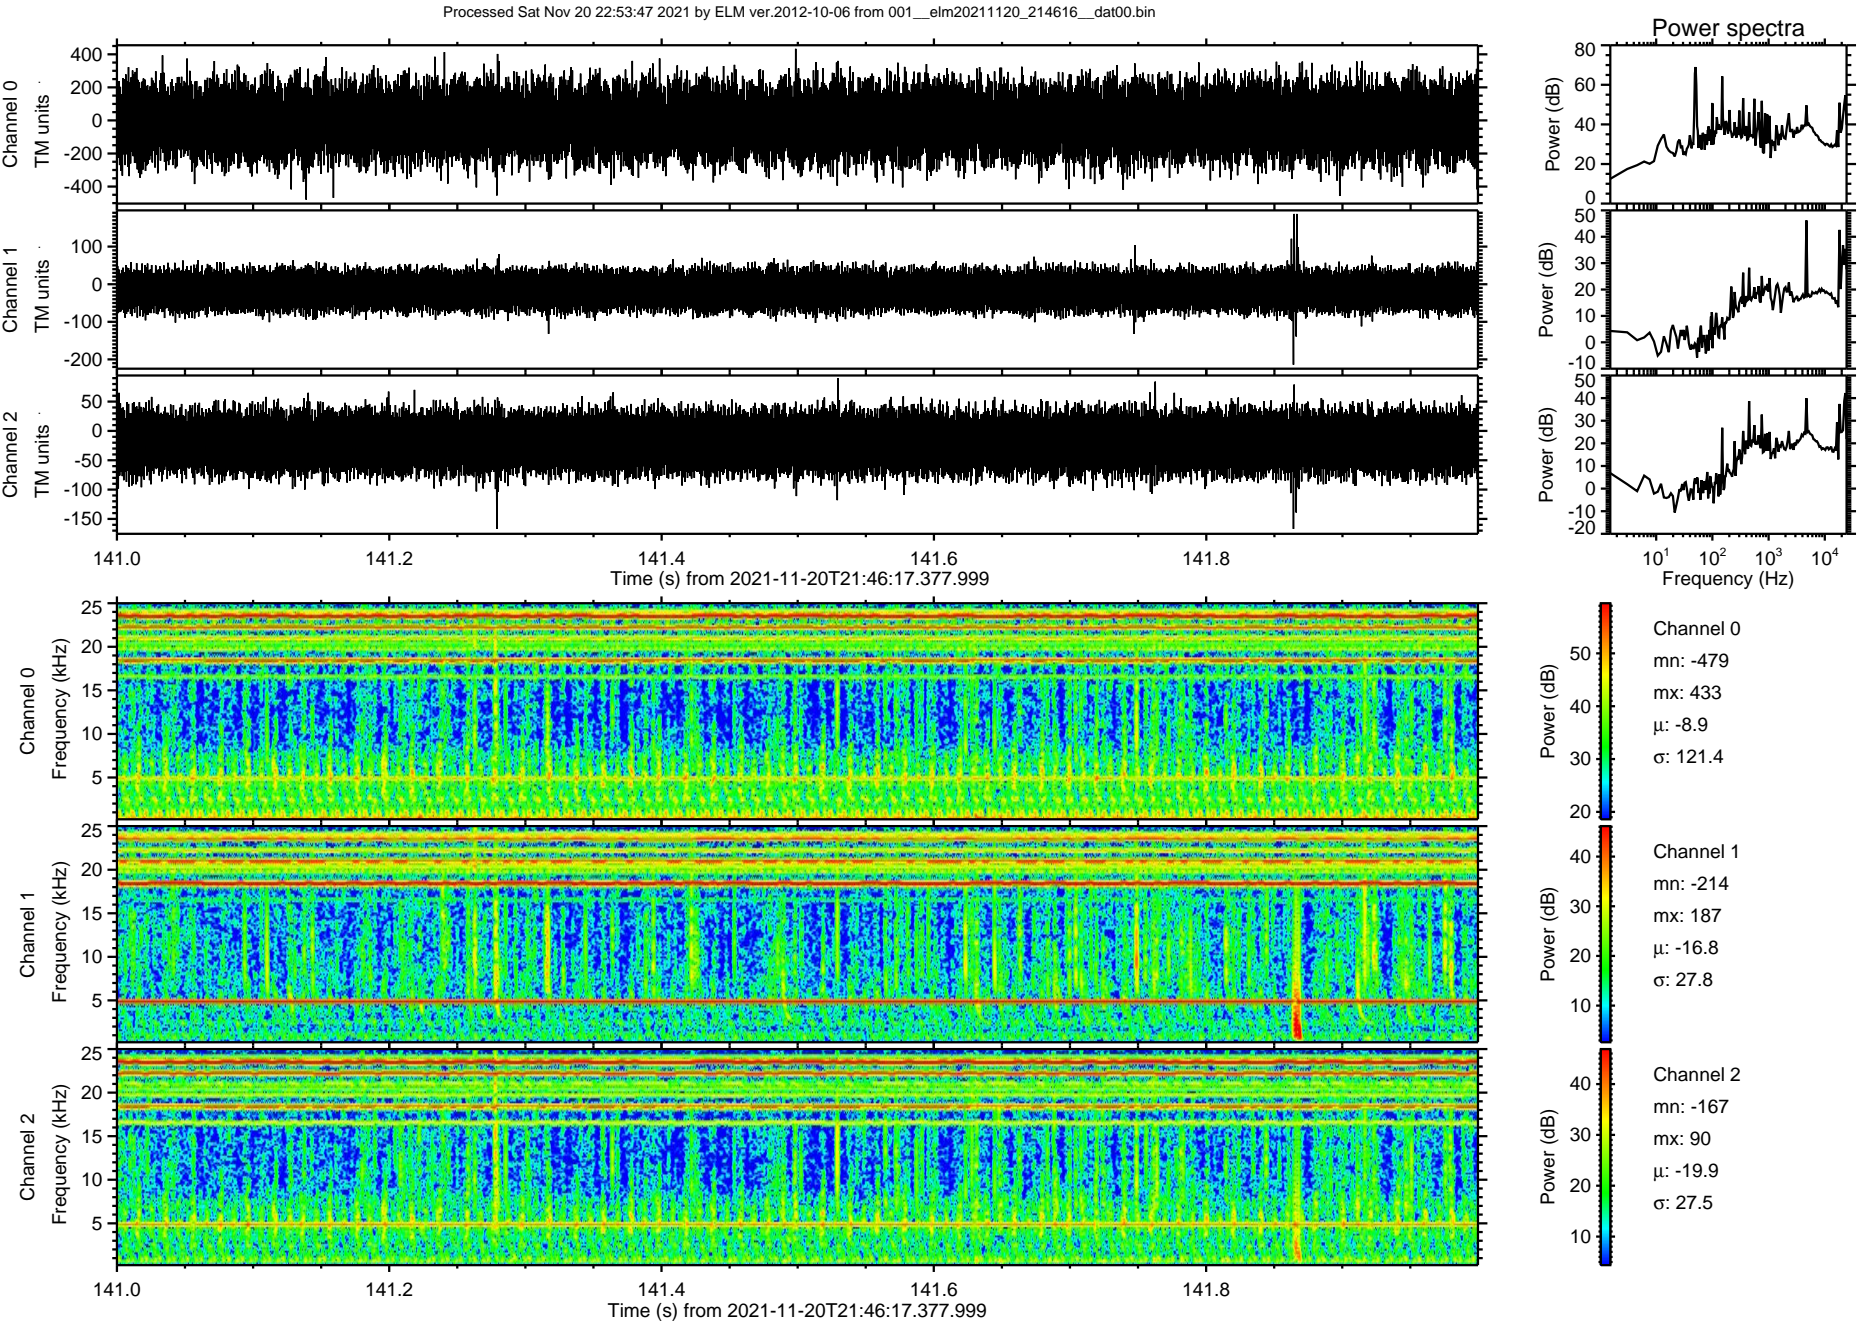 Processed Sat Nov 20 22:53:47 2021 by ELM ver.2012-10-06 from 001__elm20211120_214616__dat00.bin
Power spectra
Channel 0
TM units
400
200
0
-200
-400
Power (dB)
80
60
40
20
0
Channel 1
TM units
100
0
-100
-200
Power (dB)
50
40
30
20
10
0
-10
Channel 2
TM units
50
0
-50
-100
-150
Power (dB)
50
40
30
20
10
0
-10
-20
141.0 141.2 141.4 141.6 141.8
Time (s) from 2021-11-20T21:46:17.377.999
10^1 10^2 10^3 10^4
Frequency (Hz)
Channel 0
Frequency (kHz)
25
20
15
10
5
Power (dB)
50
40
30
20
Channel 0
mn: -479
mx: 433
μ: -8.9
σ: 121.4
Channel 1
Frequency (kHz)
25
20
15
10
5
Power (dB)
40
30
20
10
Channel 1
mn: -214
mx: 187
μ: -16.8
σ: 27.8
Channel 2
Frequency (kHz)
25
20
15
10
5
Power (dB)
40
30
20
10
Channel 2
mn: -167
mx: 90
μ: -19.9
σ: 27.5
141.0 141.2 141.4 141.6 141.8
Time (s) from 2021-11-20T21:46:17.377.999